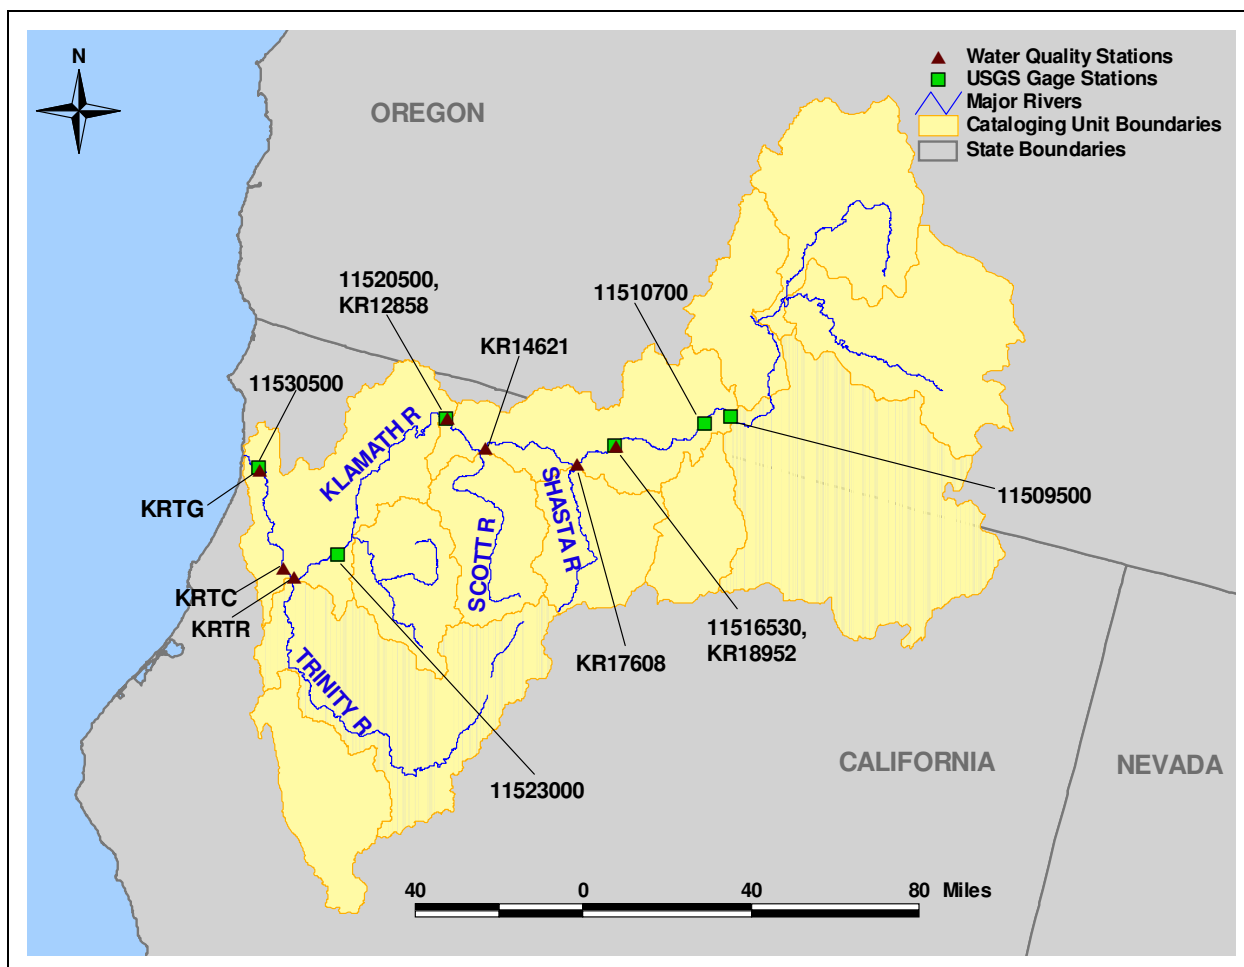 N
Water Quality Stations
USGS Gage Stations
Major Rivers
Cataloging Unit Boundaries
State Boundaries
OREGON
11520500,
KR12858
11510700
KR14621
11530500
KLAMATH R
KRTG
SHASTA R
SCOTT R
11509500
KRTC
KRTR
11516530,
KR18952
KR17608
TRINITY R
CALIFORNIA
NEVADA
11523000
40 0 40 80 Miles